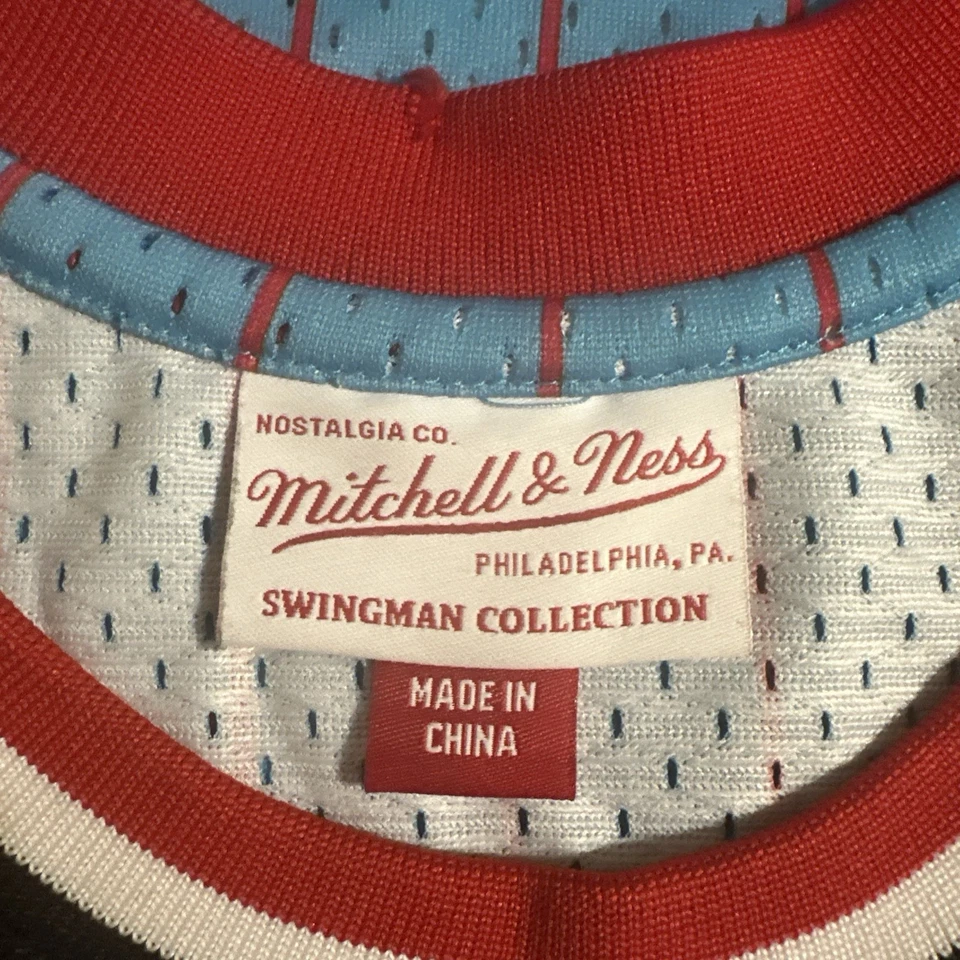 NOSTALGIA CO.
Mitchell & Ness
PHILADELPHIA, PA.
SWINGMAN COLLECTION
MADE IN
CHINA